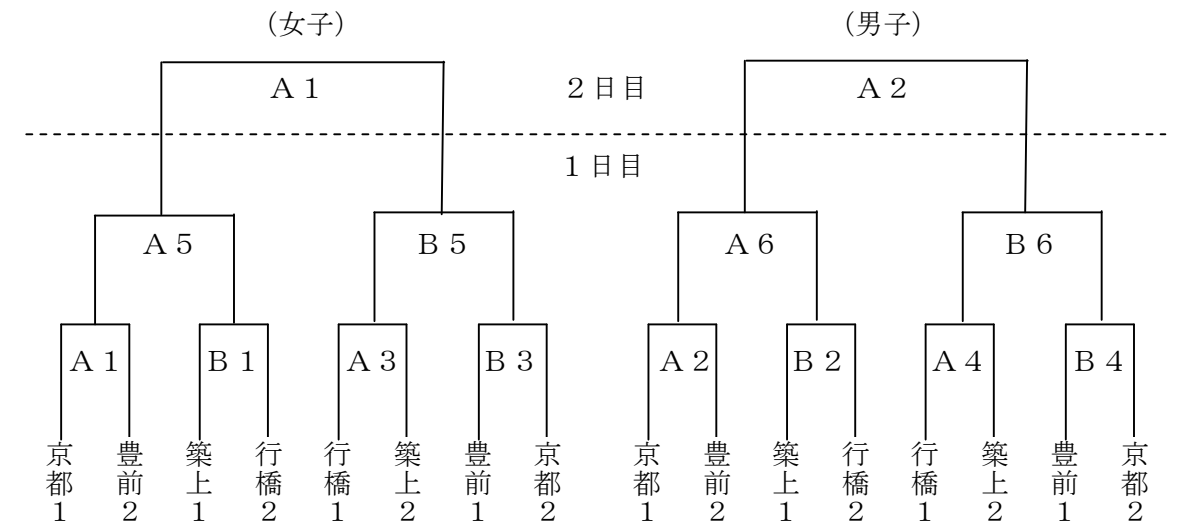 (女子)
(男子)
A1
2日目
A2
1日目
A5
B5
A6
B6
A1
B1
A3
B3
A2
B2
A4
B4
京都1
豊前2
築上1
行橋2
行橋1
築上2
豊前1
京都2
京都1
豊前2
築上1
行橋2
行橋1
築上2
豊前1
京都2